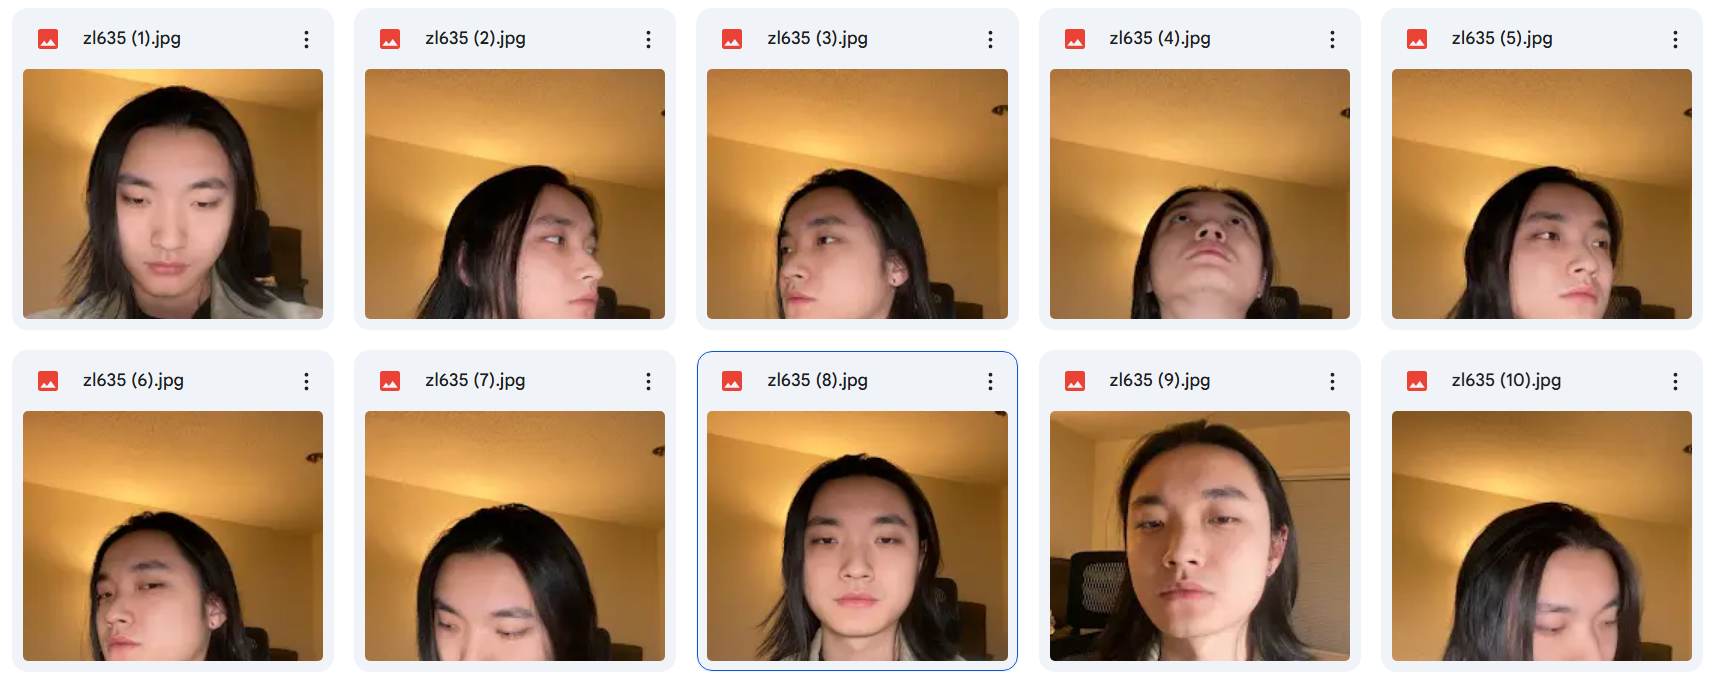 zl635 (1).jpg
zl635 (2).jpg
zl635 (3).jpg
zl635 (4).jpg
zl635 (5).jpg
zl635 (6).jpg
zl635 (7).jpg
zl635 (8).jpg
zl635 (9).jpg
zl635 (10).jpg